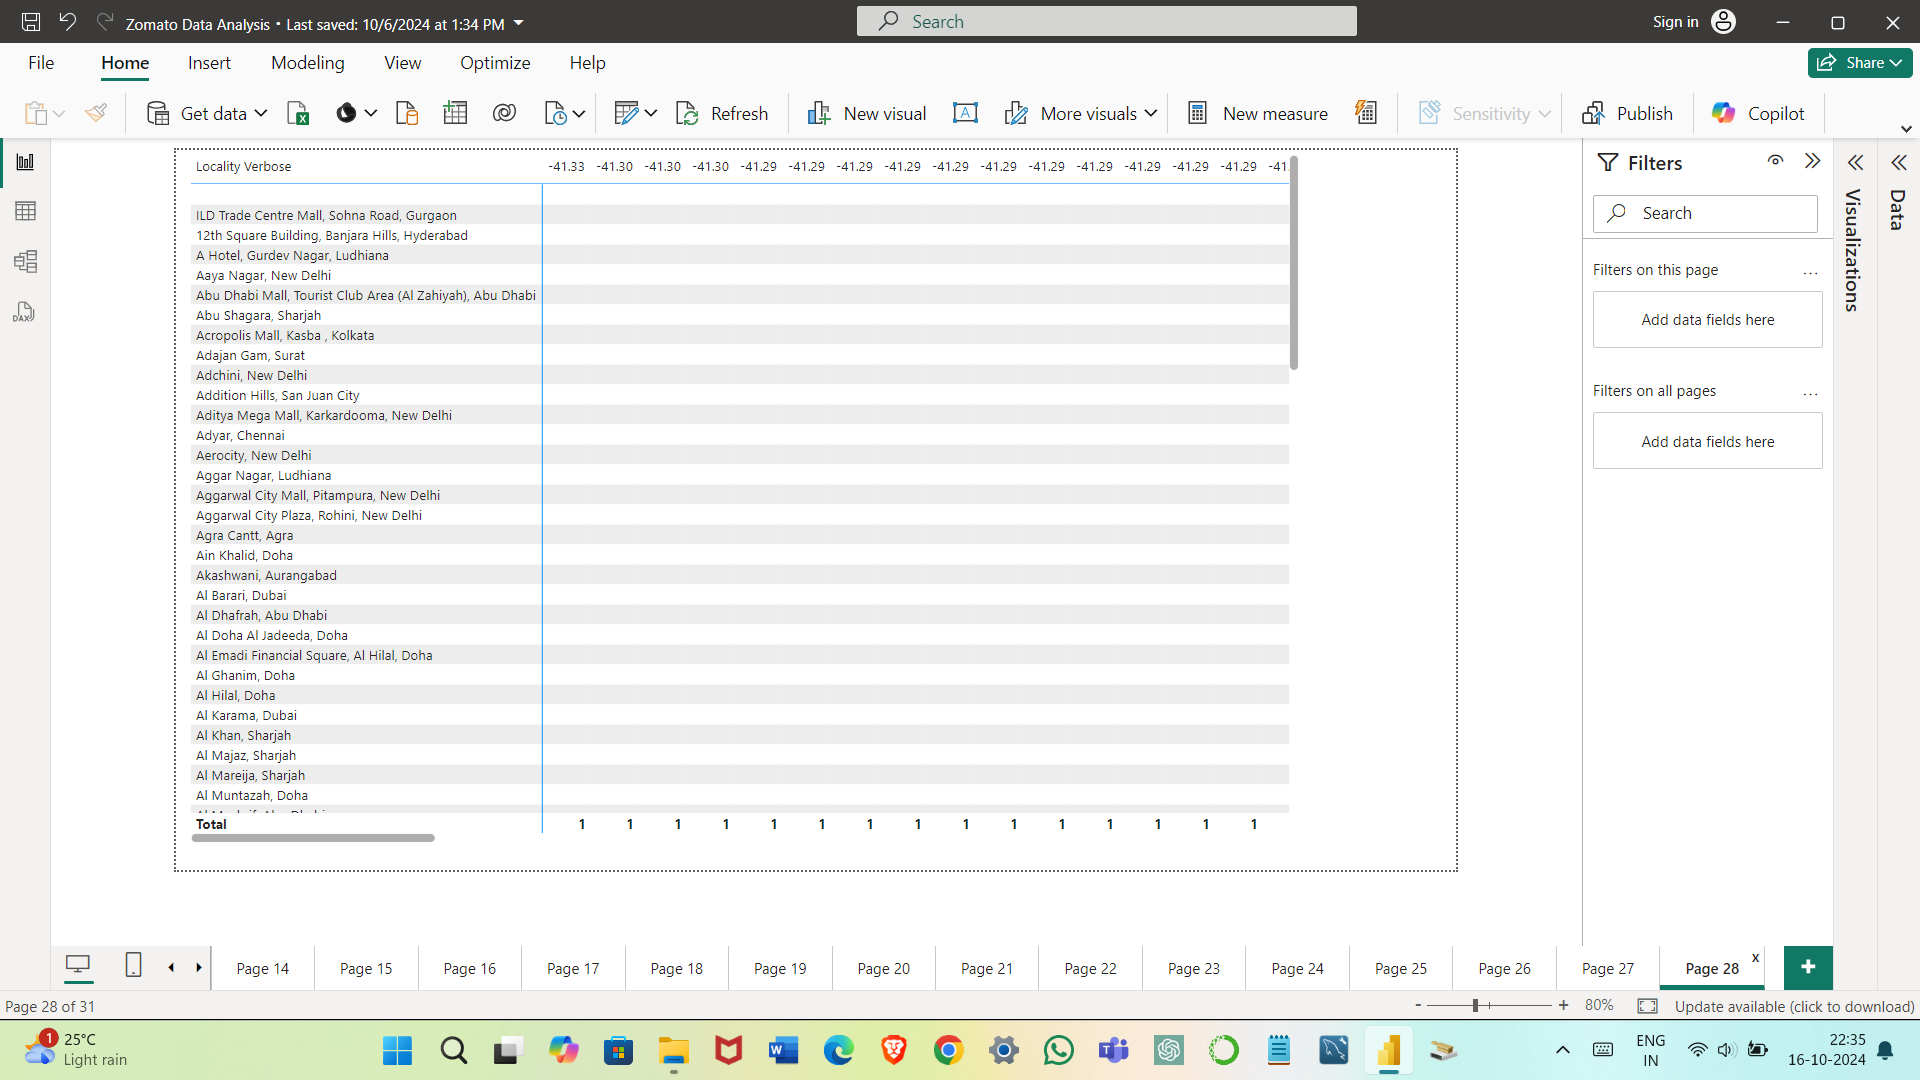 Zomato Data Analysis • Last saved: 10/6/2024 at 1:34 PM
Search
Sign in
File Home Insert Modeling View Optimize Help
Share
Get data
Refresh
New visual
A
More visuals
New measure
Sensitivity
Publish
Copilot
DAX
Locality Verbose -41.33 -41.30 -41.30 -41.30 -41.29 -41.29 -41.29 -41.29 -41.29 -41.29 -41.29 -41.29 -41.29 -41.29 -41.29
ILD Trade Centre Mall, Sohna Road, Gurgaon
12th Square Building, Banjara Hills, Hyderabad
A Hotel, Gurdev Nagar, Ludhiana
Aaya Nagar, New Delhi
Abu Dhabi Mall, Tourist Club Area (Al Zahiyah), Abu Dhabi
Abu Shagara, Sharjah
Acropolis Mall, Kasba , Kolkata
Adajan Gam, Surat
Adchini, New Delhi
Addition Hills, San Juan City
Aditya Mega Mall, Karkardooma, New Delhi
Adyar, Chennai
Aerocity, New Delhi
Aggar Nagar, Ludhiana
Aggarwal City Mall, Pitampura, New Delhi
Aggarwal City Plaza, Rohini, New Delhi
Agra Cantt, Agra
Ain Khalid, Doha
Akashwani, Aurangabad
Al Barari, Dubai
Al Dhafrah, Abu Dhabi
Al Doha Al Jadeeda, Doha
Al Emadi Financial Square, Al Hilal, Doha
Al Ghanim, Doha
Al Hilal, Doha
Al Karama, Dubai
Al Khan, Sharjah
Al Majaz, Sharjah
Al Mareija, Sharjah
Al Muntazah, Doha
Total 1 1 1 1 1 1 1 1 1 1 1 1 1 1 1
Filters
Search
Filters on this page
...
Add data fields here
Filters on all pages
...
Add data fields here
Visualizations
Data
Page 14 Page 15 Page 16 Page 17 Page 18 Page 19 Page 20 Page 21 Page 22 Page 23 Page 24 Page 25 Page 26 Page 27 Page 28 x
+
Page 28 of 31
- + 80%
Update available (click to download)
1
25°C
Light rain
W
ENG
IN
22:35
16-10-2024